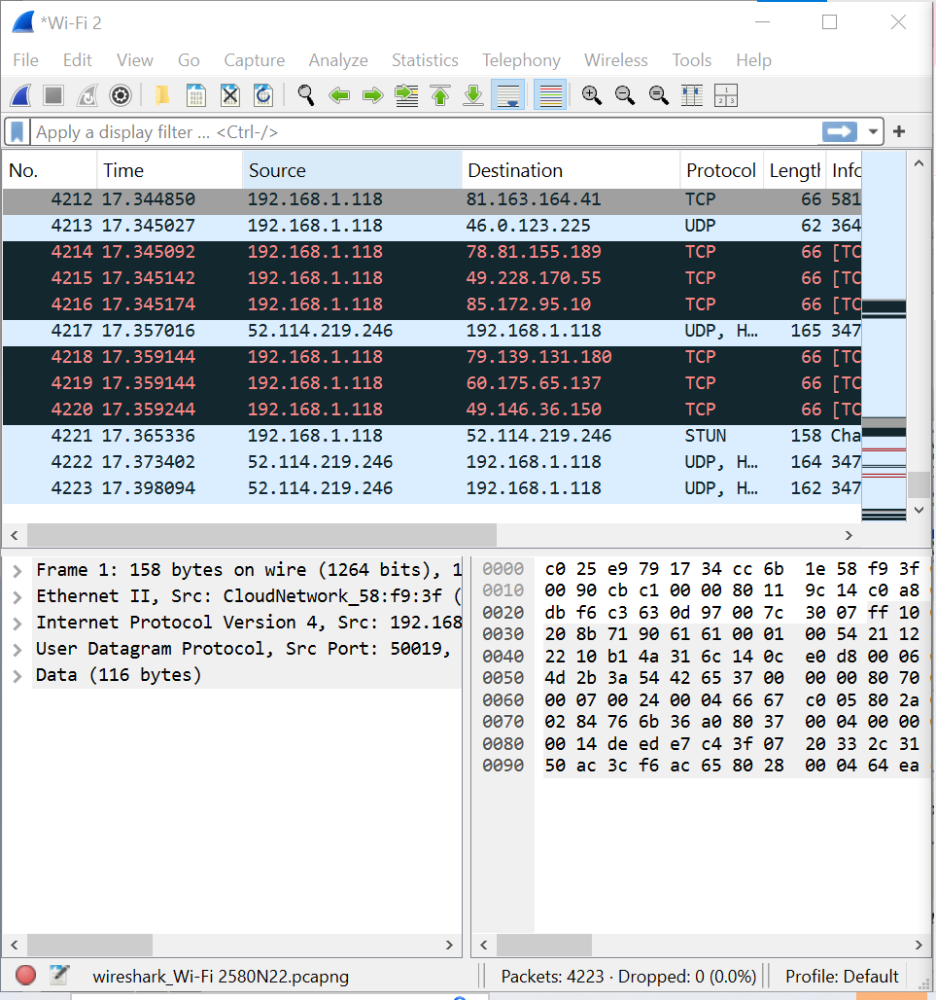 *Wi-Fi 2
File Edit View Go Capture Analyze Statistics Telephony Wireless Tools Help
Apply a display filter ... <Ctrl-/>
No. Time Source Destination Protocol Length Info
4212 17.344850 192.168.1.118 81.163.164.41 TCP 66 581
4213 17.345027 192.168.1.118 46.0.123.225 UDP 62 364
4214 17.345092 192.168.1.118 78.81.155.189 TCP 66 [TC
4215 17.345142 192.168.1.118 49.228.170.55 TCP 66 [TC
4216 17.345174 192.168.1.118 85.172.95.10 TCP 66 [TC
4217 17.357016 52.114.219.246 192.168.1.118 UDP, H… 165 347
4218 17.359144 192.168.1.118 79.139.131.180 TCP 66 [TC
4219 17.359144 192.168.1.118 60.175.65.137 TCP 66 [TC
4220 17.359244 192.168.1.118 49.146.36.150 TCP 66 [TC
4221 17.365336 192.168.1.118 52.114.219.246 STUN 158 Cha
4222 17.373402 52.114.219.246 192.168.1.118 UDP, H… 164 347
4223 17.398094 52.114.219.246 192.168.1.118 UDP, H… 162 347
Frame 1: 158 bytes on wire (1264 bits), 1
Ethernet II, Src: CloudNetwork_58:f9:3f (
Internet Protocol Version 4, Src: 192.168
User Datagram Protocol, Src Port: 50019,
Data (116 bytes)
0000 c0 25 e9 79 17 34 cc 6b 1e 58 f9 3f
0010 00 90 cb c1 00 00 80 11 9c 14 c0 a8
0020 db f6 c3 63 0d 97 00 7c 30 07 ff 10
0030 20 8b 71 90 61 61 00 01 00 54 21 12
0040 22 10 b1 4a 31 6c 14 0c e0 d8 00 06
0050 4d 2b 3a 54 42 65 37 00 00 00 80 70
0060 00 07 00 24 00 04 66 67 c0 05 80 2a
0070 02 84 76 6b 36 a0 80 37 00 04 00 00
0080 00 14 de ed e7 c4 3f 07 20 33 2c 31
0090 50 ac 3c f6 ac 65 80 28 00 04 64 ea
wireshark_Wi-Fi 2580N22.pcapng Packets: 4223 · Dropped: 0 (0.0%) Profile: Default